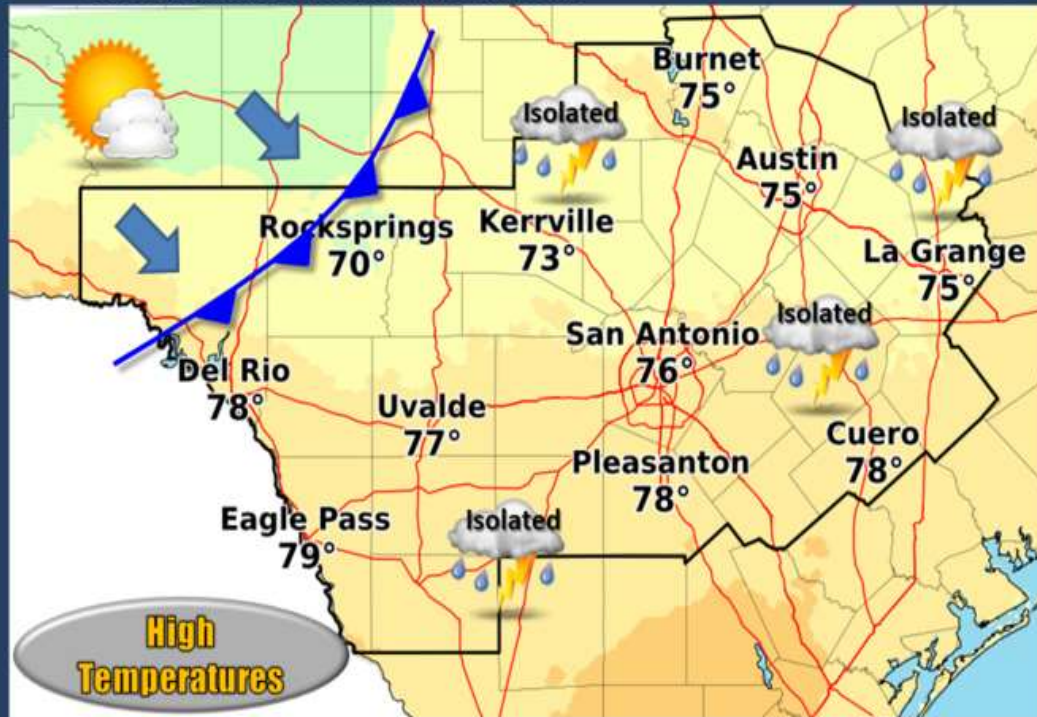 Burnet
75°
Isolated
Isolated
Austin
75°
Rocksprings
70°
Kerrville
73°
La Grange
75°
Isolated
San Antonio
76°
Del Rio
78°
Uvalde
77°
Cuero
78°
Pleasanton
78°
Eagle Pass
79°
Isolated
High
Temperatures